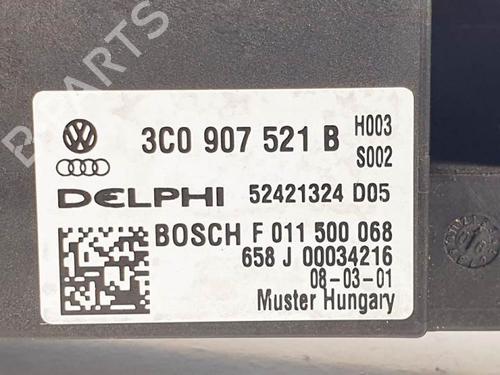 B PARTS
3C0 907 521 B H003
S002
DELPHI 52421324 D05
BOSCH F 011 500 068
658 J 00034216
08-03-01
Muster Hungary